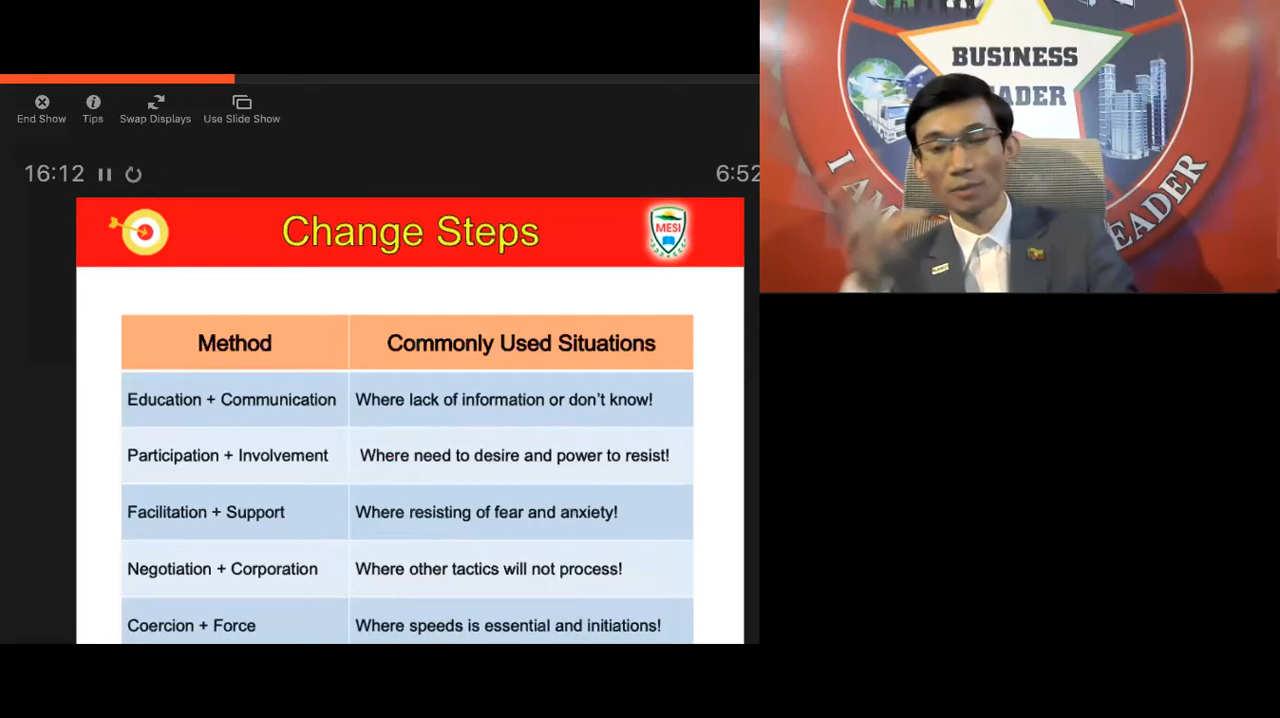 End Show
Tips
Swap Displays
Use Slide Show
16:12
6:52
Change Steps
MESI
Method
Commonly Used Situations
Education + Communication
Where lack of information or don't know!
Participation + Involvement
Where need to desire and power to resist!
Facilitation + Support
Where resisting of fear and anxiety!
Negotiation + Corporation
Where other tactics will not process!
Coercion + Force
Where speeds is essential and initiations!
BUSINESS
ADER
I AM
EADER